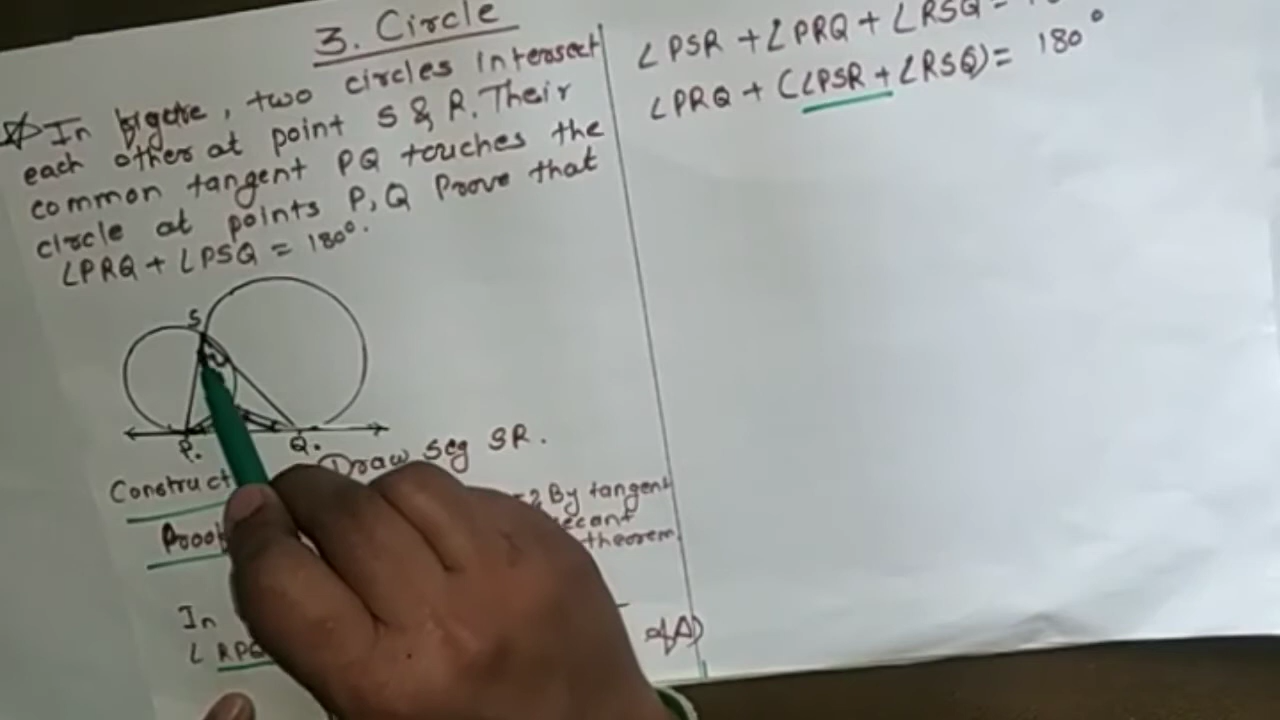 3. Circle
In figure, two circles intersect
each other at point S & R. Their
common tangent PQ touches the
circle at points P, Q Prove that
∠PRQ + ∠PSQ = 180°.
S
P.
Q.
Construct
Draw seg SR.
Proof
By tangent
secant
theorem
In
∠ RPQ
of Δ)
∠PSR + ∠PRQ + ∠RSQ =
∠PRQ + (∠PSR + ∠RSQ) = 180°